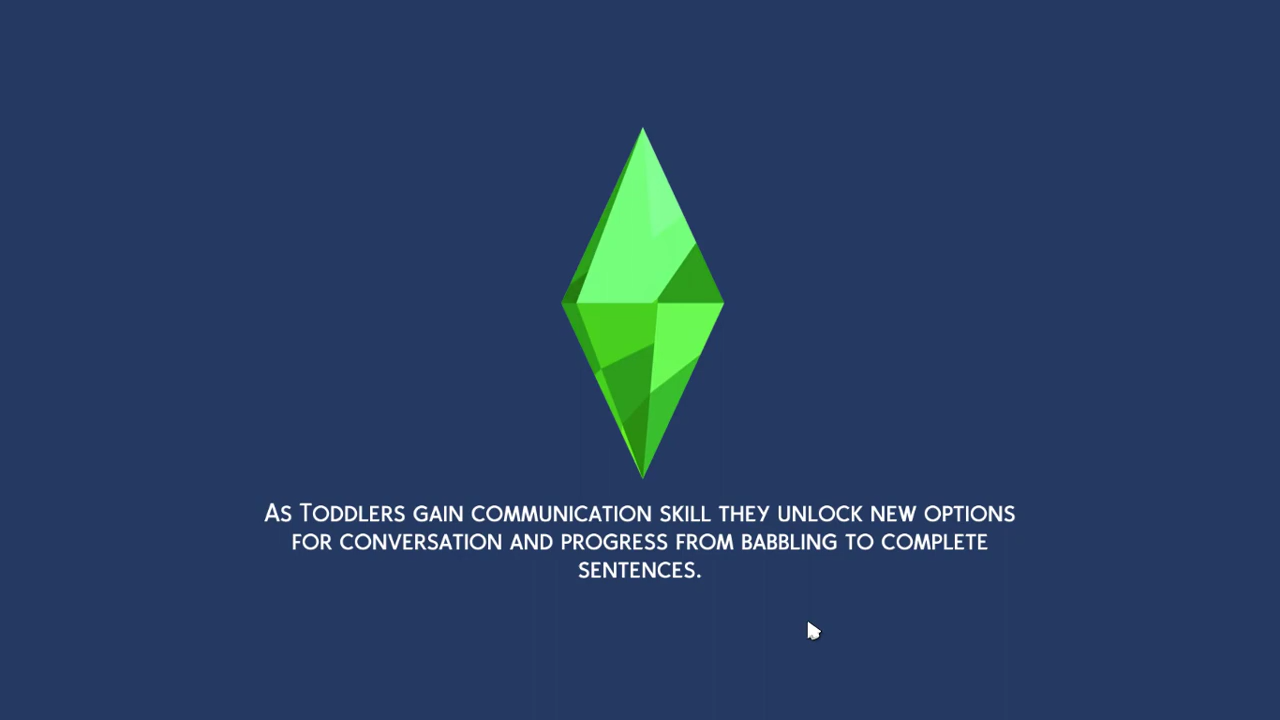 As Toddlers gain communication skill they unlock new options
for conversation and progress from babbling to complete
sentences.